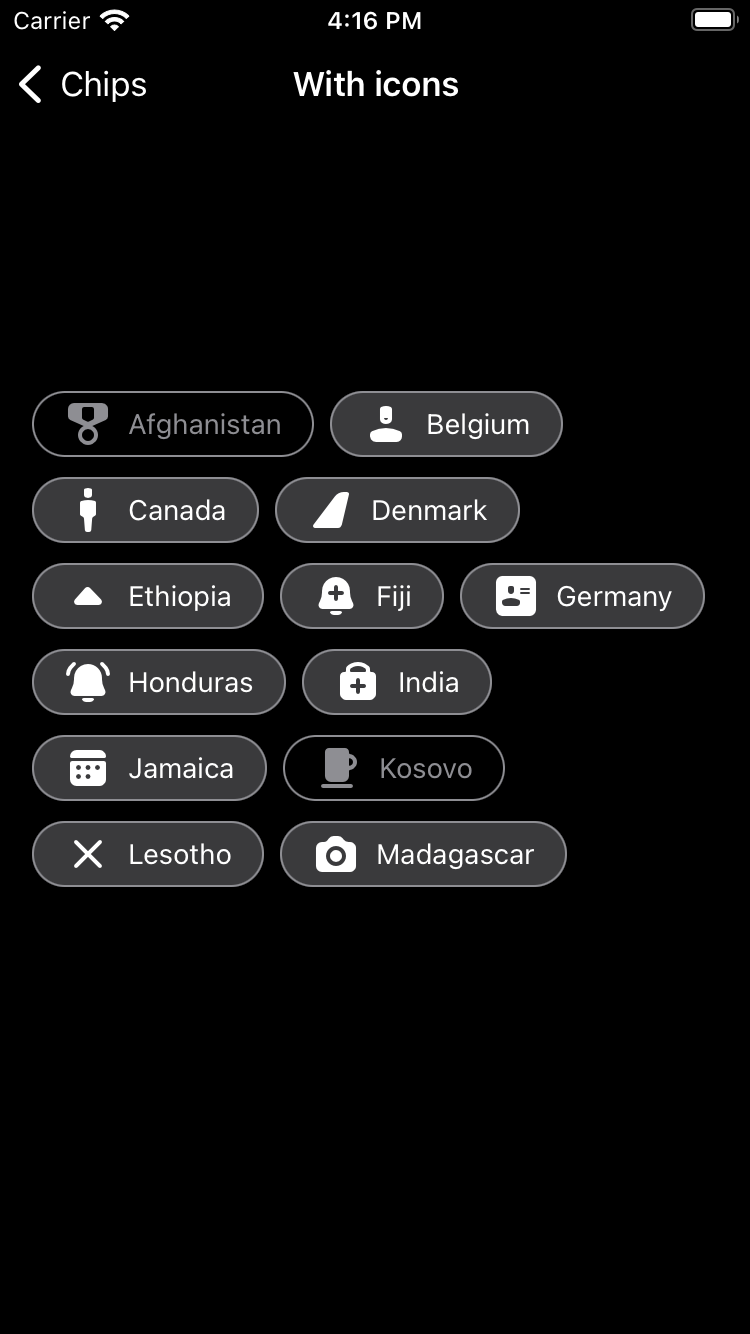 Carrier 4:16 PM
Chips With icons
Afghanistan Belgium
Canada Denmark
Ethiopia Fiji Germany
Honduras India
Jamaica Kosovo
Lesotho Madagascar